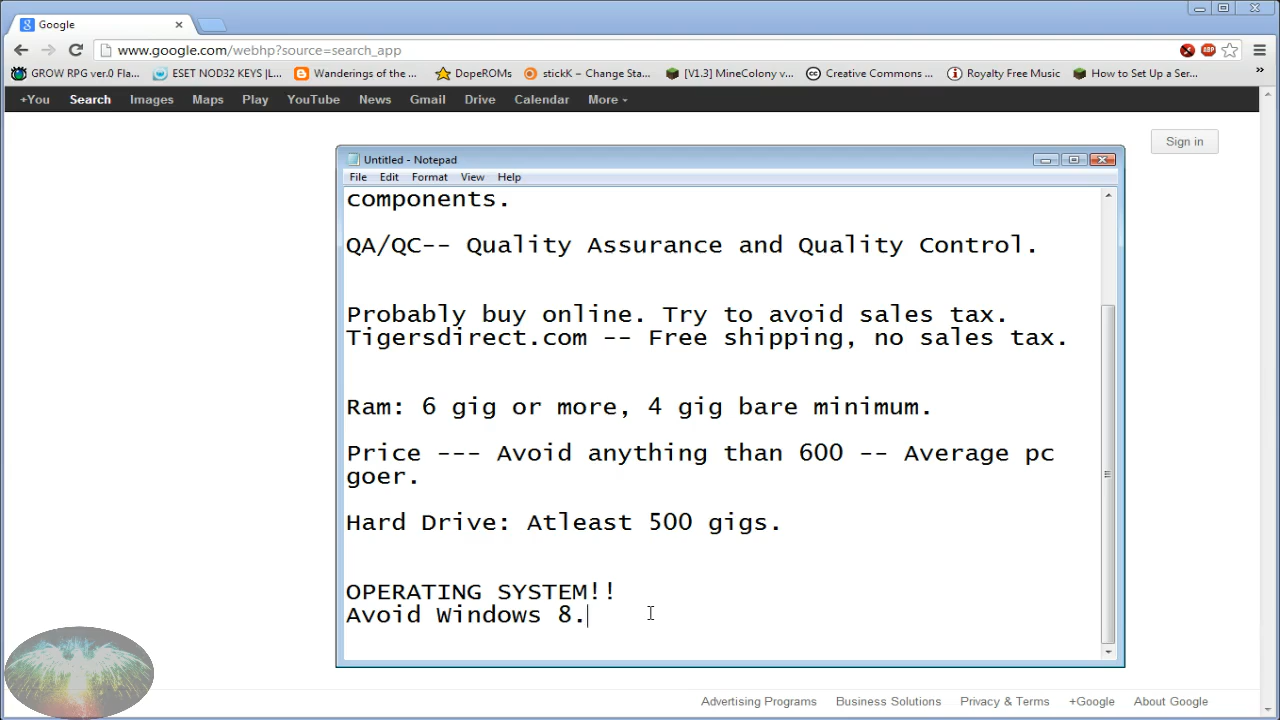 Google
www.google.com/webhp?source=search_app
GROW RPG ver.0 Fla... ESET NOD32 KEYS |L... Wanderings of the ... DopeROMs stickK – Change Sta... [V1.3] MineColony v... Creative Commons ... Royalty Free Music How to Set Up a Ser... »
+You Search Images Maps Play YouTube News Gmail Drive Calendar More
Sign in
Untitled - Notepad
File Edit Format View Help
components.
QA/QC-- Quality Assurance and Quality Control.
Probably buy online. Try to avoid sales tax.
Tigersdirect.com -- Free shipping, no sales tax.
Ram: 6 gig or more, 4 gig bare minimum.
Price --- Avoid anything than 600 -- Average pc
goer.
Hard Drive: Atleast 500 gigs.
OPERATING SYSTEM!!
Avoid Windows 8.
Advertising Programs Business Solutions Privacy & Terms +Google About Google